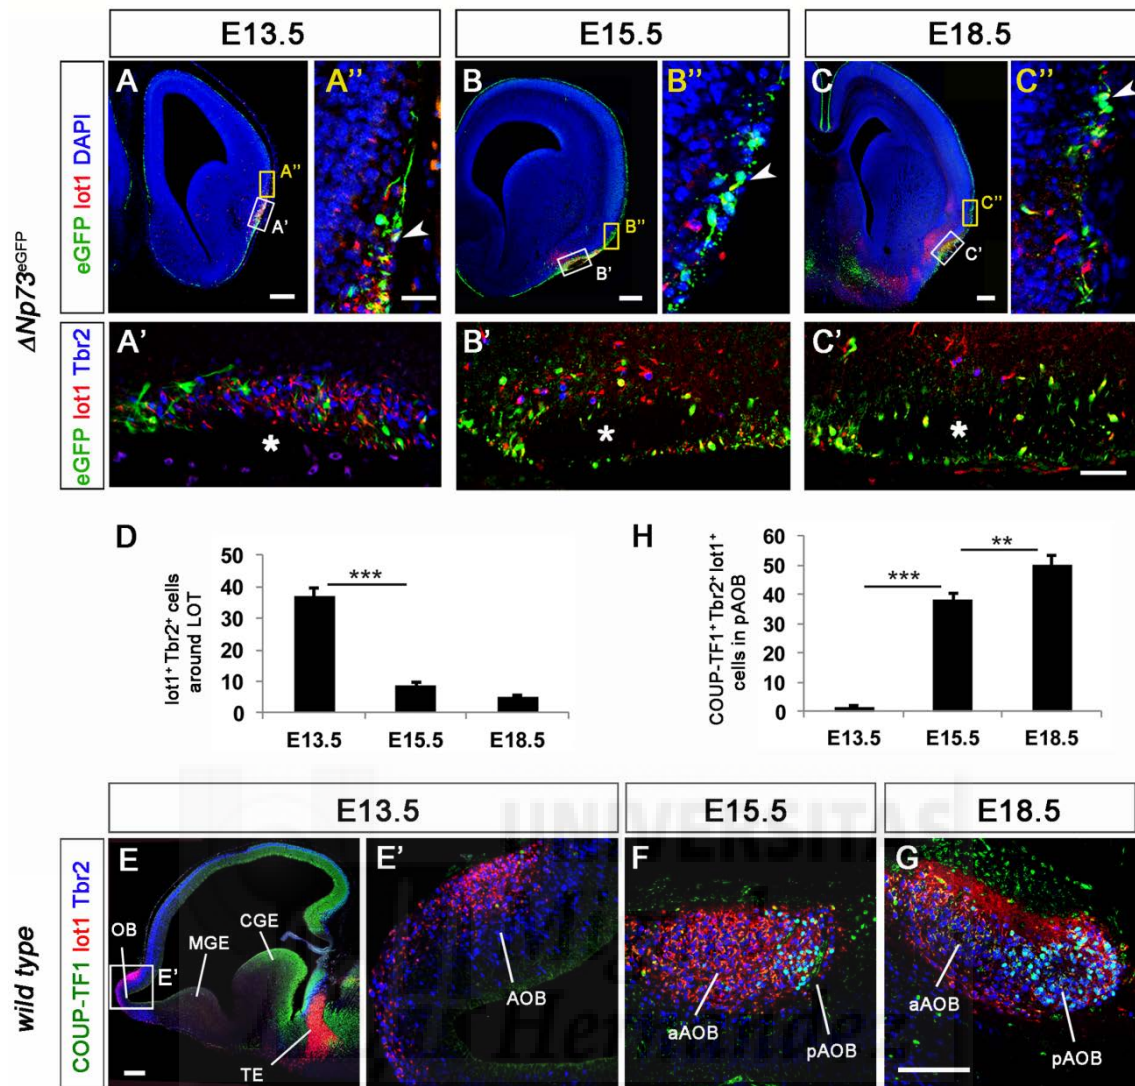 E13.5 E15.5 E18.5
ΔNp73eGFP
eGFP lot1 DAPI
A A'' B B'' C C''
A'' A' B'' B' C'' C'
eGFP lot1 Tbr2
A' B' C'
* * *
D
lot1+ Tbr2+ cells
around LOT
50
40
30
20
10
0
***
E13.5 E15.5 E18.5
H
COUP-TF1+ Tbr2+ lot1+
cells in pAOB
60
50
40
30
20
10
0
***
**
E13.5 E15.5 E18.5
E13.5 E15.5 E18.5
wild type
COUP-TF1 lot1 Tbr2
E E' F G
OB MGE CGE E' TE
AOB
aAOB pAOB
aAOB pAOB
UNIVERSITAS
Hernández